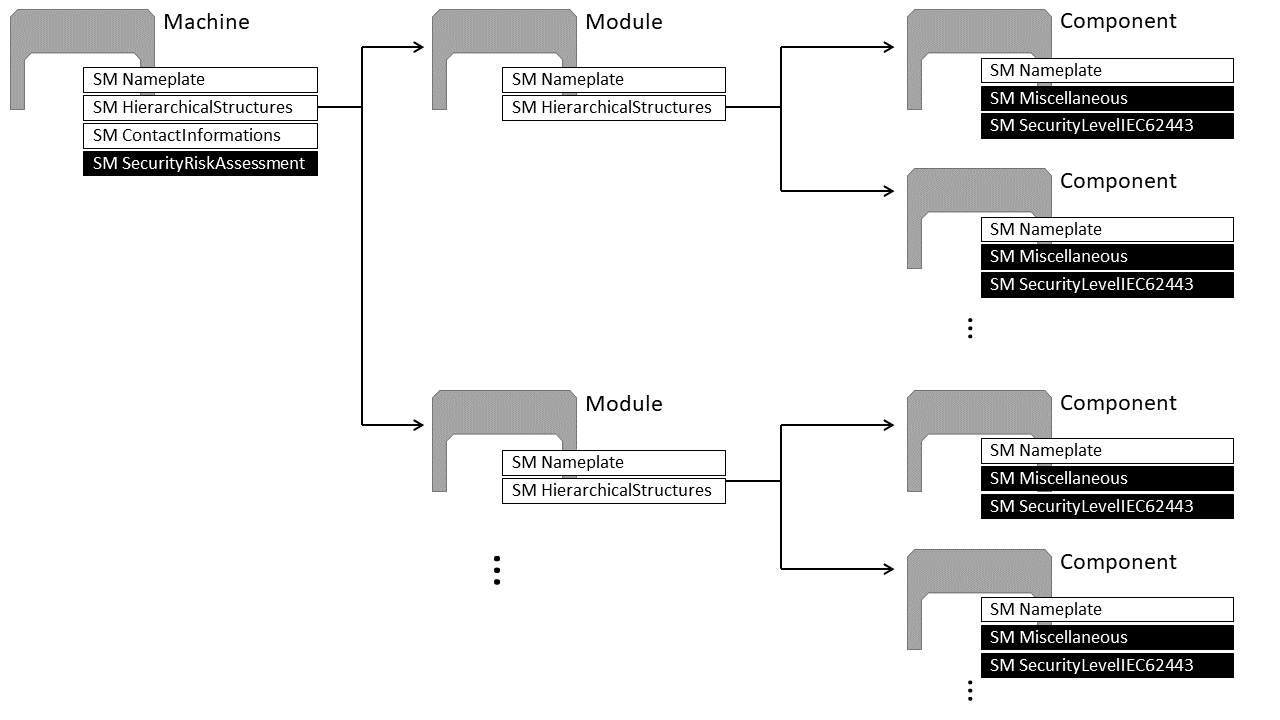 Machine
SM Nameplate
SM HierarchicalStructures
SM ContactInformations
SM SecurityRiskAssessment
Module
SM Nameplate
SM HierarchicalStructures
Component
SM Nameplate
SM Miscellaneous
SM SecurityLevelIEC62443
Component
SM Nameplate
SM Miscellaneous
SM SecurityLevelIEC62443
Module
SM Nameplate
SM HierarchicalStructures
Component
SM Nameplate
SM Miscellaneous
SM SecurityLevelIEC62443
Component
SM Nameplate
SM Miscellaneous
SM SecurityLevelIEC62443